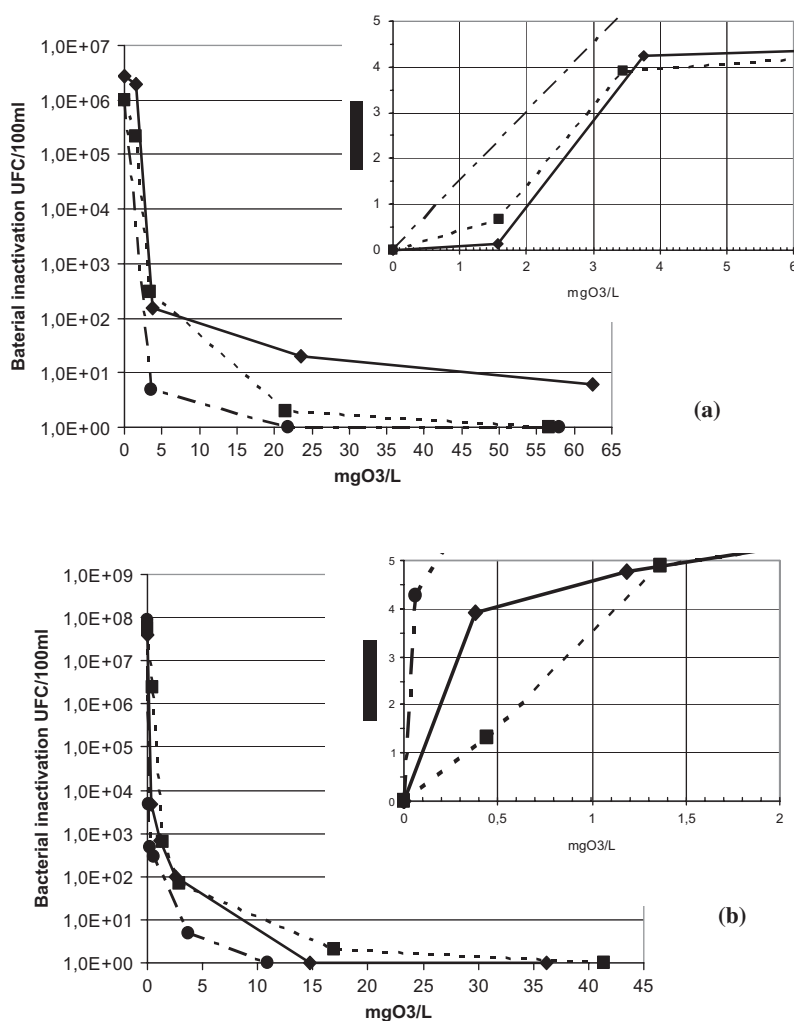 Baterial inactivation UFC/100ml
1,0E+07
1,0E+06
1,0E+05
1,0E+04
1,0E+03
1,0E+02
1,0E+01
1,0E+00
0 5 10 15 20 25 30 35 40 45 50 55 60 65
mgO3/L
5
4
3
2
1
0
0 1 2 3 4 5 6
mgO3/L
(a)
Bacterial inactivation UFC/100ml
1,0E+09
1,0E+08
1,0E+07
1,0E+06
1,0E+05
1,0E+04
1,0E+03
1,0E+02
1,0E+01
1,0E+00
0 5 10 15 20 25 30 35 40 45
mgO3/L
5
4
3
2
1
0
0 0,5 1 1,5 2
mgO3/L
(b)